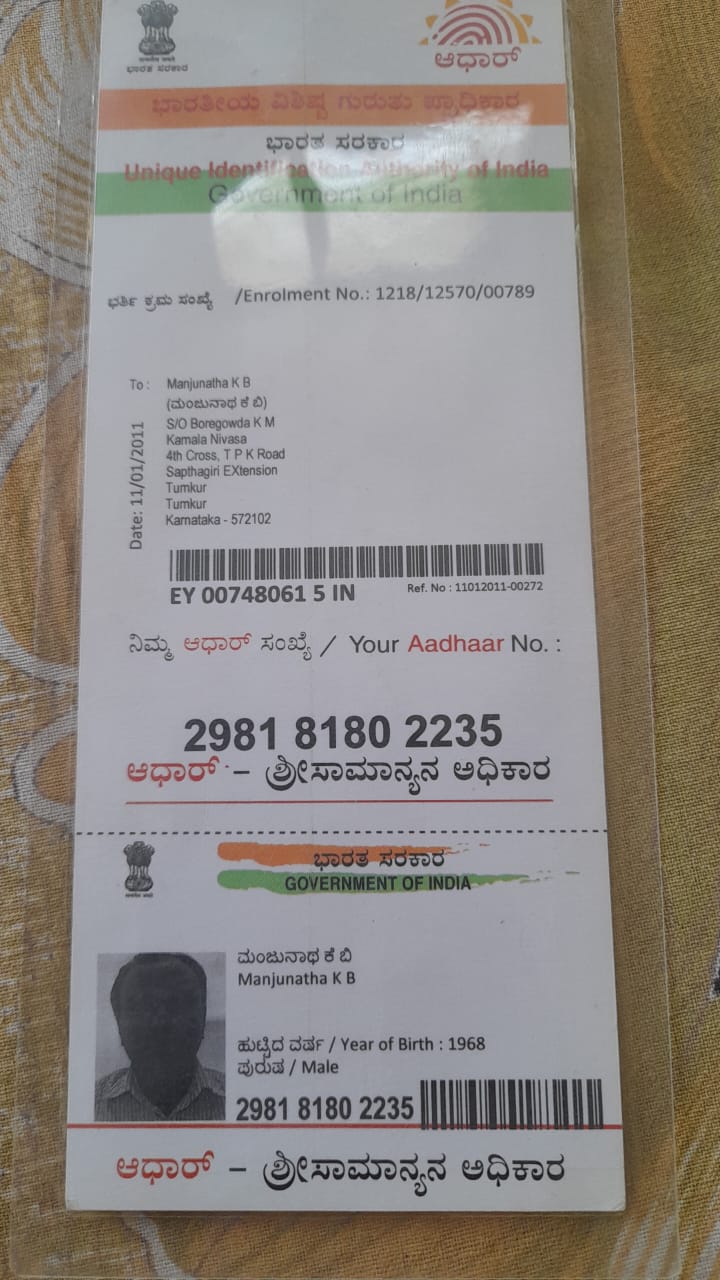 ಭಾರತ ಸರಕಾರ
ಆಧಾರ್
ಭಾರತೀಯ ವಿಶಿಷ್ಟ ಗುರುತು ಪ್ರಾಧಿಕಾರ
ಭಾರತ ಸರಕಾರ
Unique Identification Authority of India
Government of India
ಭರ್ತಿ ಕ್ರಮ ಸಂಖ್ಯೆ /Enrolment No.: 1218/12570/00789
To : Manjunatha K B
(ಮಂಜುನಾಥ ಕೆ ಬಿ)
S/O Boregowda K M
Kamala Nivasa
4th Cross, T P K Road
Sapthagiri EXtension
Tumkur
Tumkur
Karnataka - 572102
Date: 11/01/2011
EY 00748061 5 IN
Ref. No : 11012011-00272
ನಿಮ್ಮ ಆಧಾರ್ ಸಂಖ್ಯೆ / Your Aadhaar No. :
2981 8180 2235
ಆಧಾರ್ - ಶ್ರೀಸಾಮಾನ್ಯನ ಅಧಿಕಾರ
ಭಾರತ ಸರಕಾರ
GOVERNMENT OF INDIA
ಮಂಜುನಾಥ ಕೆ ಬಿ
Manjunatha K B
ಹುಟ್ಟಿದ ವರ್ಷ / Year of Birth : 1968
ಪುರುಷ / Male
2981 8180 2235
ಆಧಾರ್ - ಶ್ರೀಸಾಮಾನ್ಯನ ಅಧಿಕಾರ